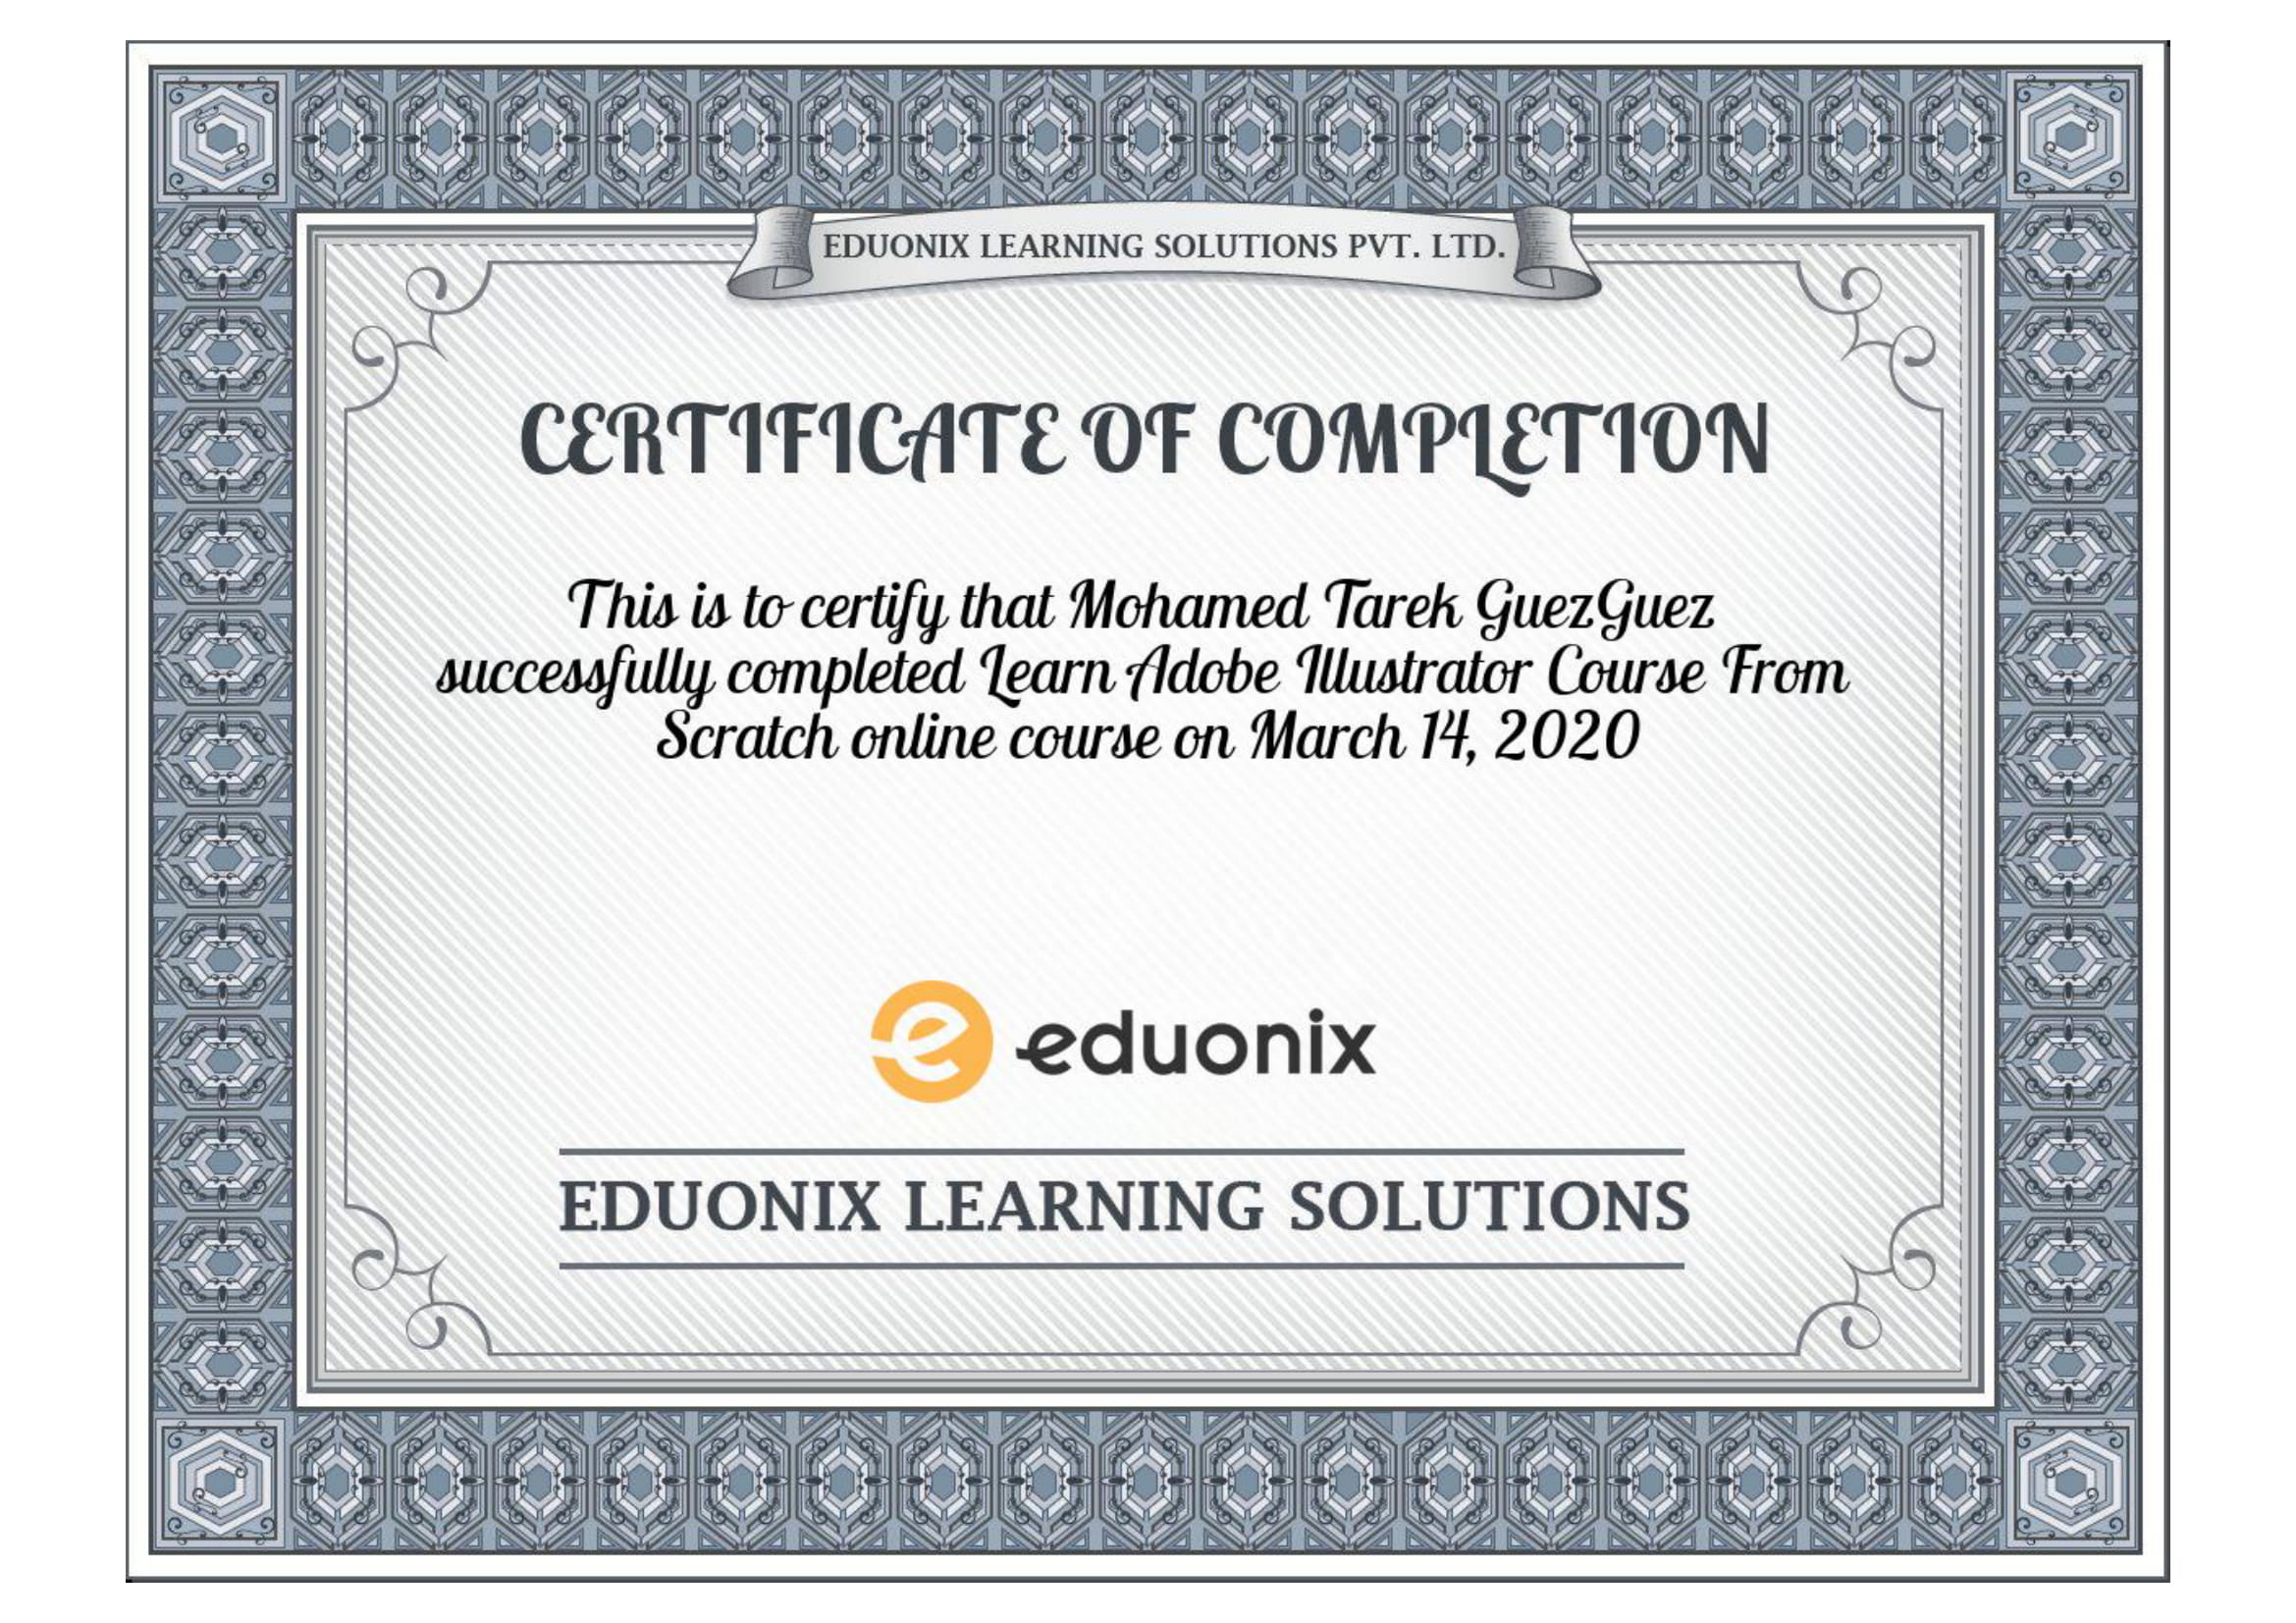 EDUONIX LEARNING SOLUTIONS PVT. LTD.
CERTIFICATE OF COMPLETION
This is to certify that Mohamed Tarek GuezGuez
successfully completed Learn Adobe Illustrator Course From
Scratch online course on March 14, 2020
e eduonix
EDUONIX LEARNING SOLUTIONS